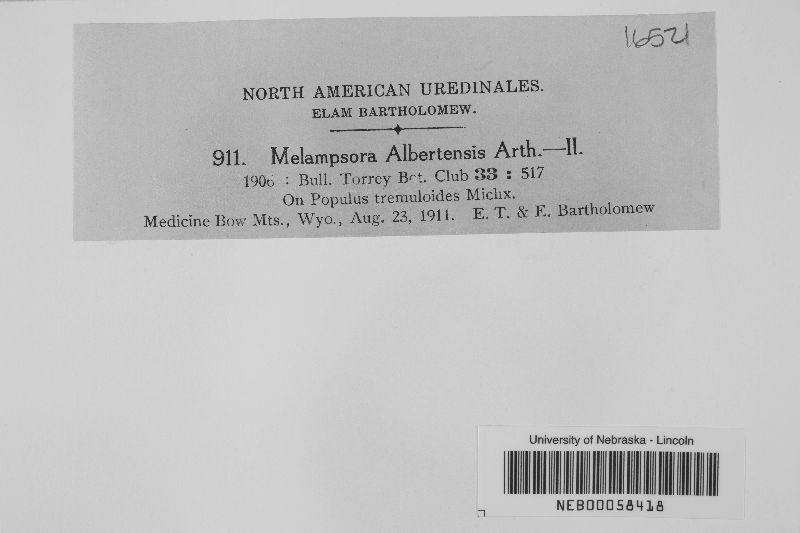 16521
NORTH AMERICAN UREDINALES.
ELAM BARTHOLOMEW.
911. Melampsora Albertensis Arth.—II.
1906 : Bull. Torrey Bot. Club 33 : 517
On Populus tremuloides Michx.
Medicine Bow Mts., Wyo., Aug. 23, 1911. E. T. & E. Bartholomew
University of Nebraska - Lincoln
NEB00058418